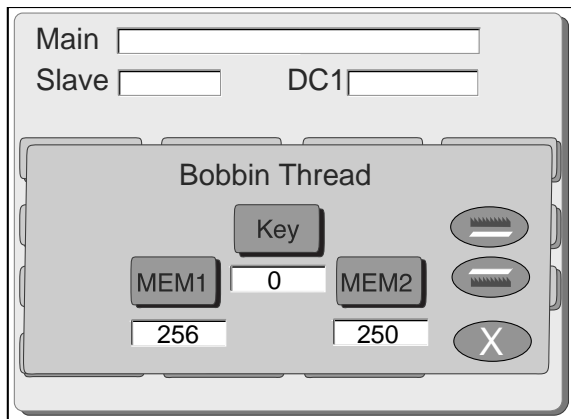 Main
Slave DC1
Bobbin Thread
Key
MEM1 0 MEM2
256 250
X